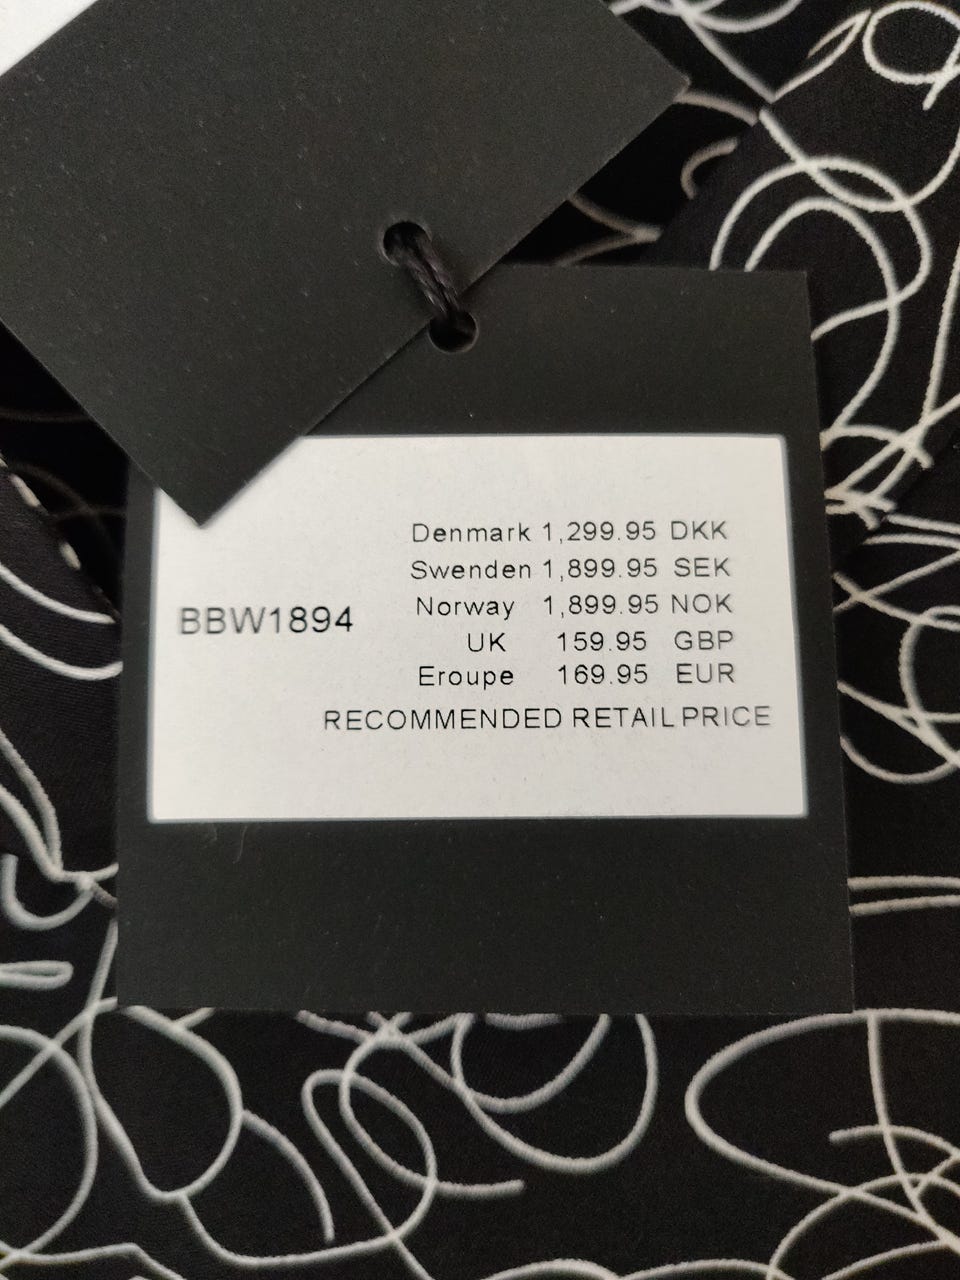 Denmark 1,299.95 DKK
Swenden 1,899.95 SEK
BBW1894
Norway 1,899.95 NOK
UK 159.95 GBP
Eroupe 169.95 EUR
RECOMMENDED RETAIL PRICE